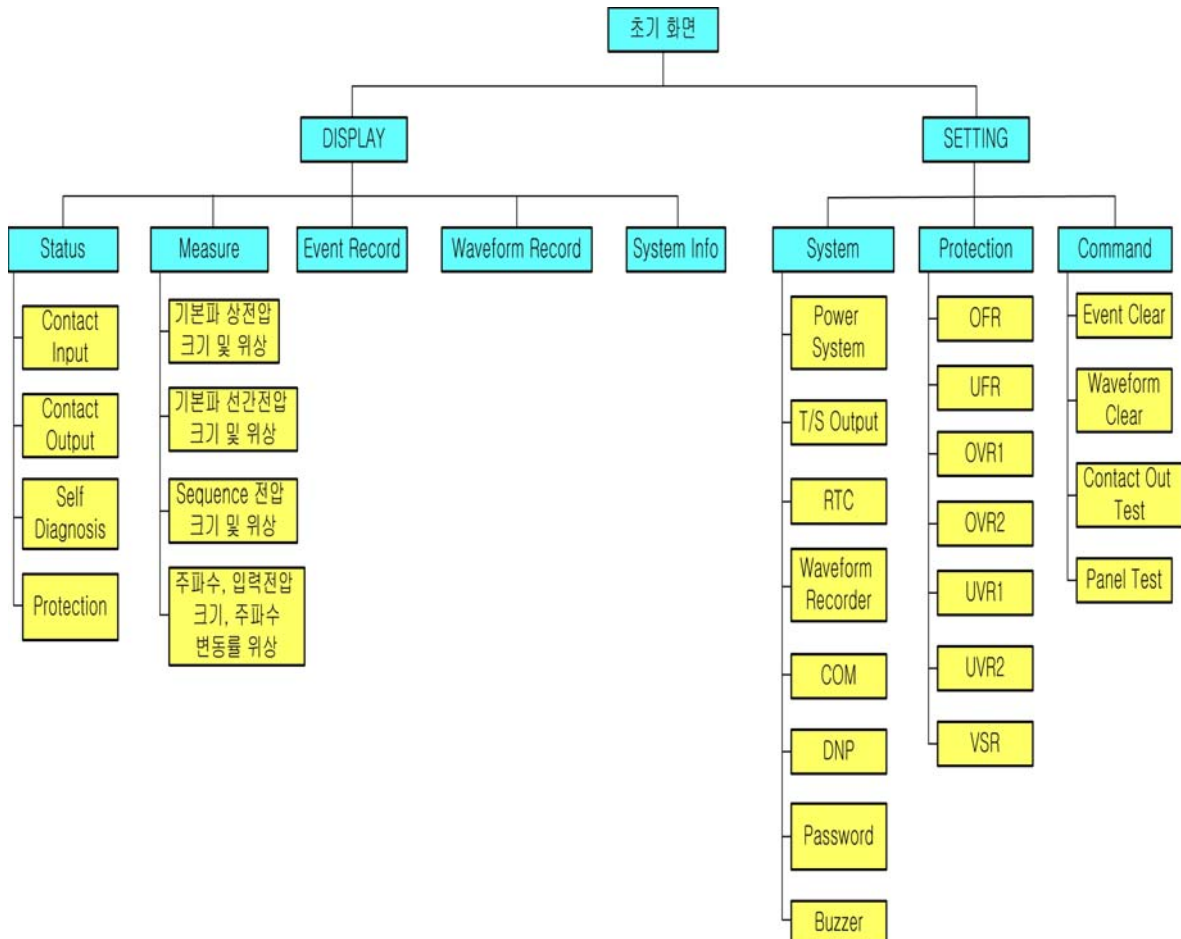 초기 화면
DISPLAY
SETTING
Status
Measure
Event Record
Waveform Record
System Info
System
Protection
Command
Contact
Input
Contact
Output
Self
Diagnosis
Protection
기본파 상전압
크기 및 위상
기본파 선간전압
크기 및 위상
Sequence 전압
크기 및 위상
주파수, 입력전압
크기, 주파수
변동률 위상
Power
System
T/S Output
RTC
Waveform
Recorder
COM
DNP
Password
Buzzer
OFR
UFR
OVR1
OVR2
UVR1
UVR2
VSR
Event Clear
Waveform
Clear
Contact Out
Test
Panel Test